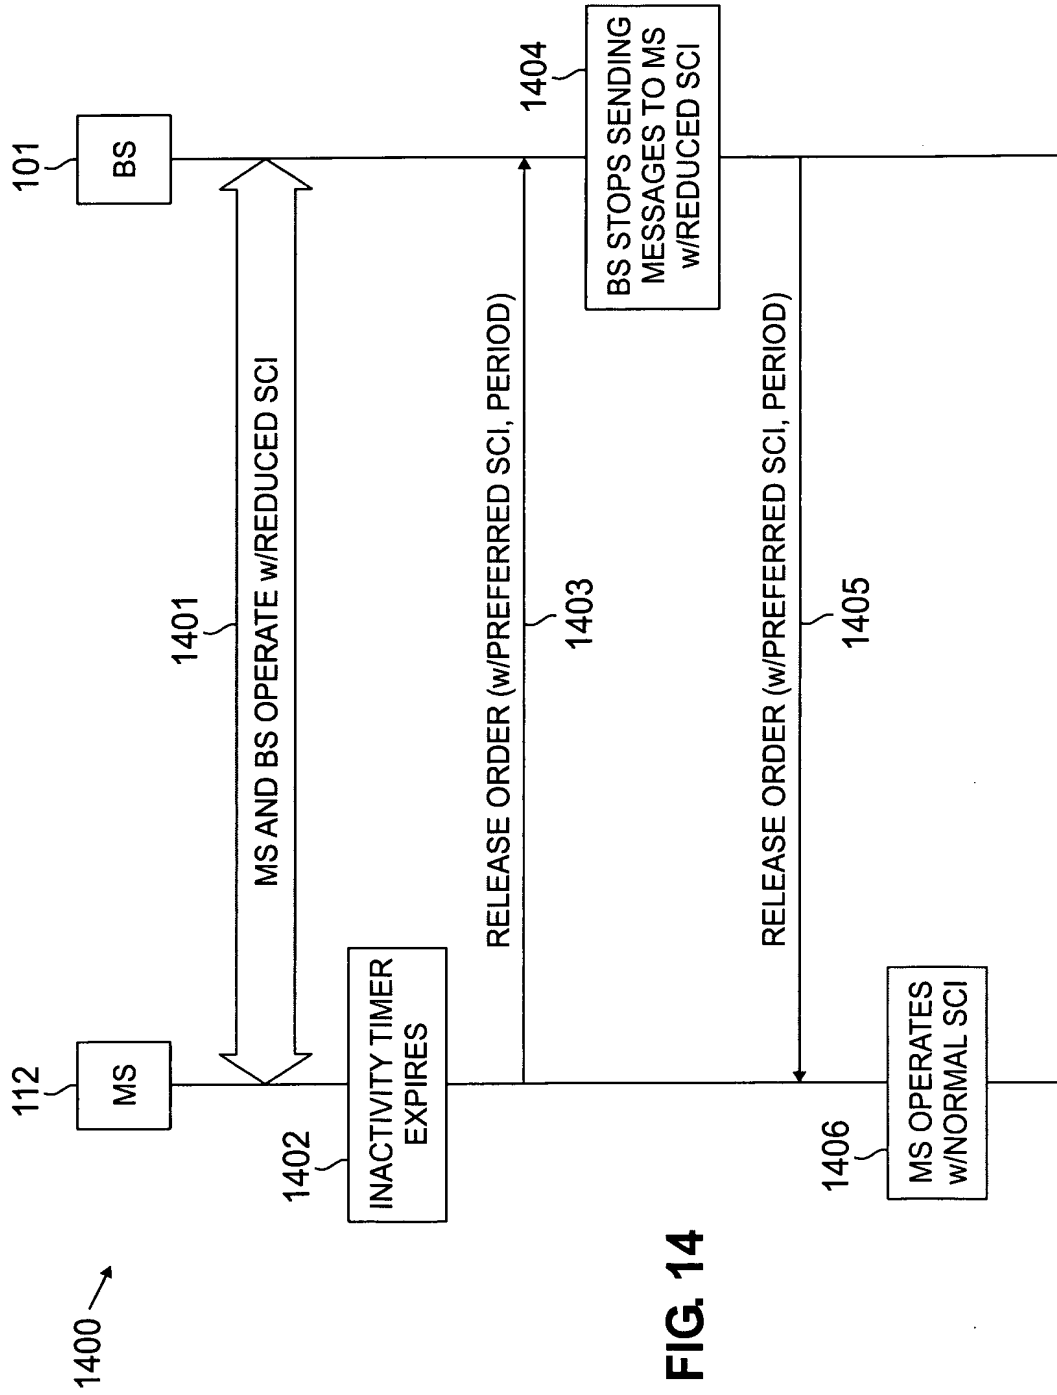 1400
112
MS
101
BS
1401
MS AND BS OPERATE w/REDUCED SCI
1402
INACTIVITY TIMER
EXPIRES
RELEASE ORDER (w/PREFERRED SCI, PERIOD)
1403
1404
BS STOPS SENDING
MESSAGES TO MS
w/REDUCED SCI
RELEASE ORDER (w/PREFERRED SCI, PERIOD)
1405
1406
MS OPERATES
w/NORMAL SCI
FIG. 14